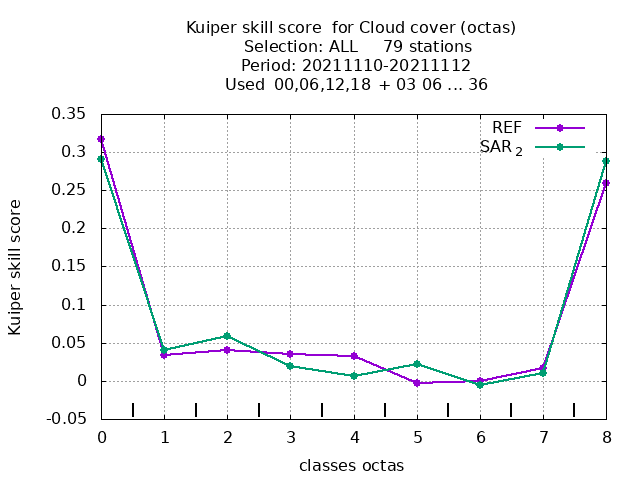 Kuiper skill score for Cloud cover (octas)
Selection: ALL 79 stations
Period: 20211110-20211112
Used 00,06,12,18 + 03 06 ... 36
REF
SAR 2
Kuiper skill score
0.35
0.3
0.25
0.2
0.15
0.1
0.05
0
-0.05
0 1 2 3 4 5 6 7 8
classes octas